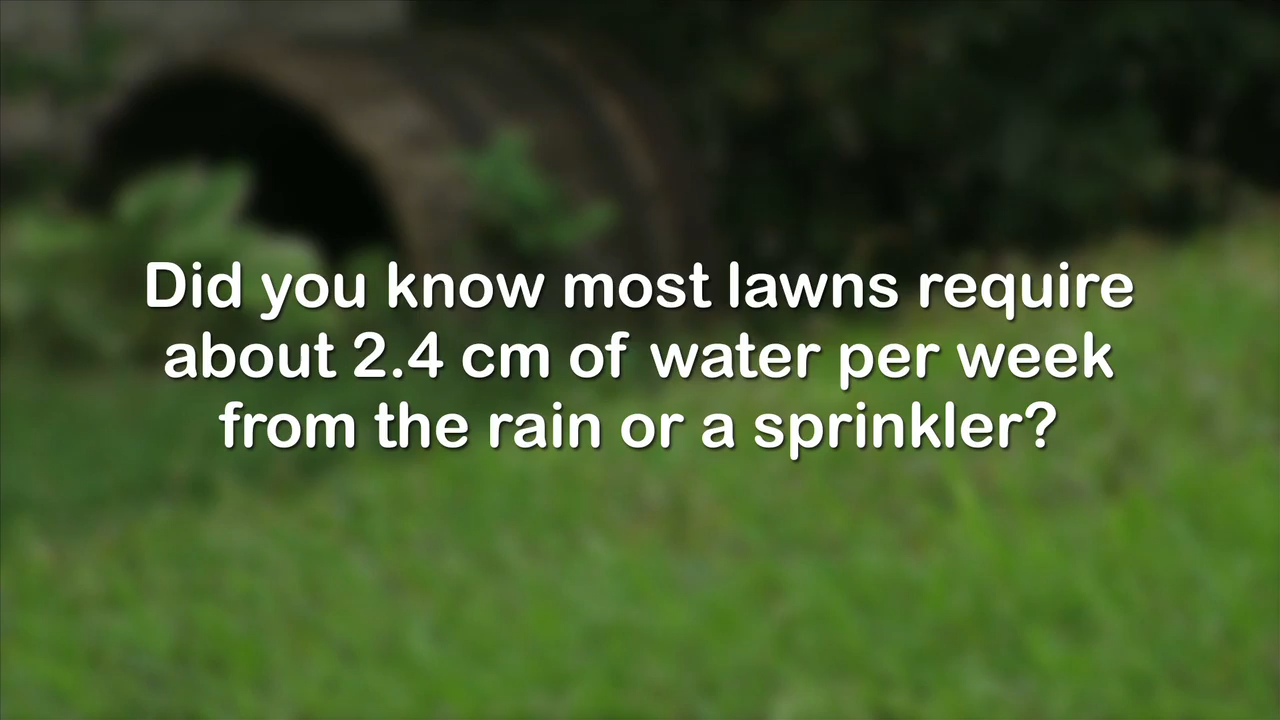 Did you know most lawns require
about 2.4 cm of water per week
from the rain or a sprinkler?